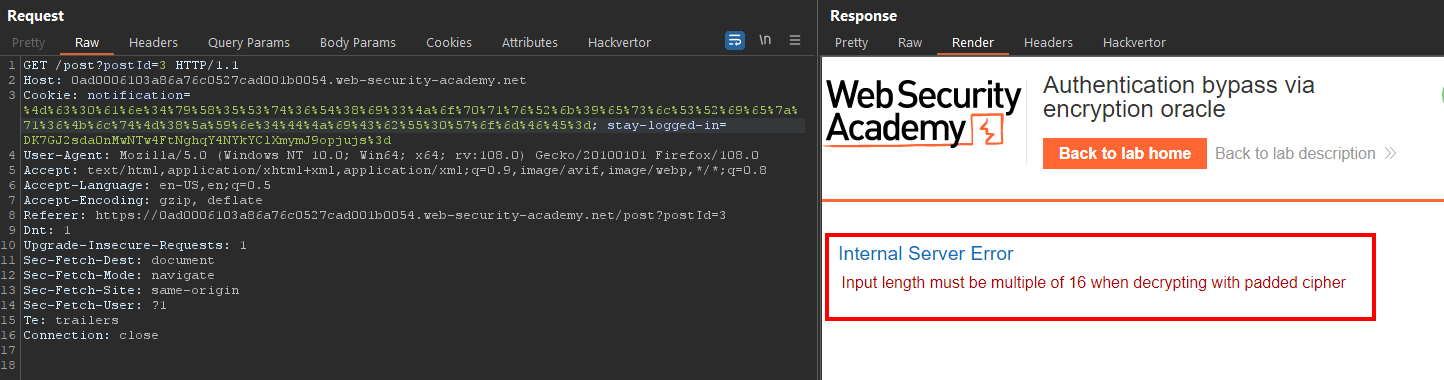 Request
Pretty Raw Headers Query Params Body Params Cookies Attributes Hackvertor \n
1 GET /post?postId=3 HTTP/1.1
2 Host: 0ad0006103a86a76c0527cad001b0054.web-security-academy.net
3 Cookie: notification=
%4d%63%30%61%6e%34%79%58%35%53%74%36%54%38%69%33%4a%6f%70%71%76%52%6b%39%65%73%6c%53%52%69%65%7a%
71%36%4b%6c%74%4d%38%5a%59%6e%34%44%4a%69%43%62%55%30%57%6f%6d%46%45%3d; stay-logged-in=
DK7GJ2sdaOnMwNTw4FtNghqY4NYkYClXmymJ9opjujs%3d
4 User-Agent: Mozilla/5.0 (Windows NT 10.0; Win64; x64; rv:108.0) Gecko/20100101 Firefox/108.0
5 Accept: text/html,application/xhtml+xml,application/xml;q=0.9,image/avif,image/webp,*/*;q=0.8
6 Accept-Language: en-US,en;q=0.5
7 Accept-Encoding: gzip, deflate
8 Referer: https://0ad0006103a86a76c0527cad001b0054.web-security-academy.net/post?postId=3
9 Dnt: 1
10 Upgrade-Insecure-Requests: 1
11 Sec-Fetch-Dest: document
12 Sec-Fetch-Mode: navigate
13 Sec-Fetch-Site: same-origin
14 Sec-Fetch-User: ?1
15 Te: trailers
16 Connection: close
17
18
Response
Pretty Raw Render Headers Hackvertor
Web Security
Academy
Authentication bypass via
encryption oracle
Back to lab home Back to lab description
Internal Server Error
Input length must be multiple of 16 when decrypting with padded cipher